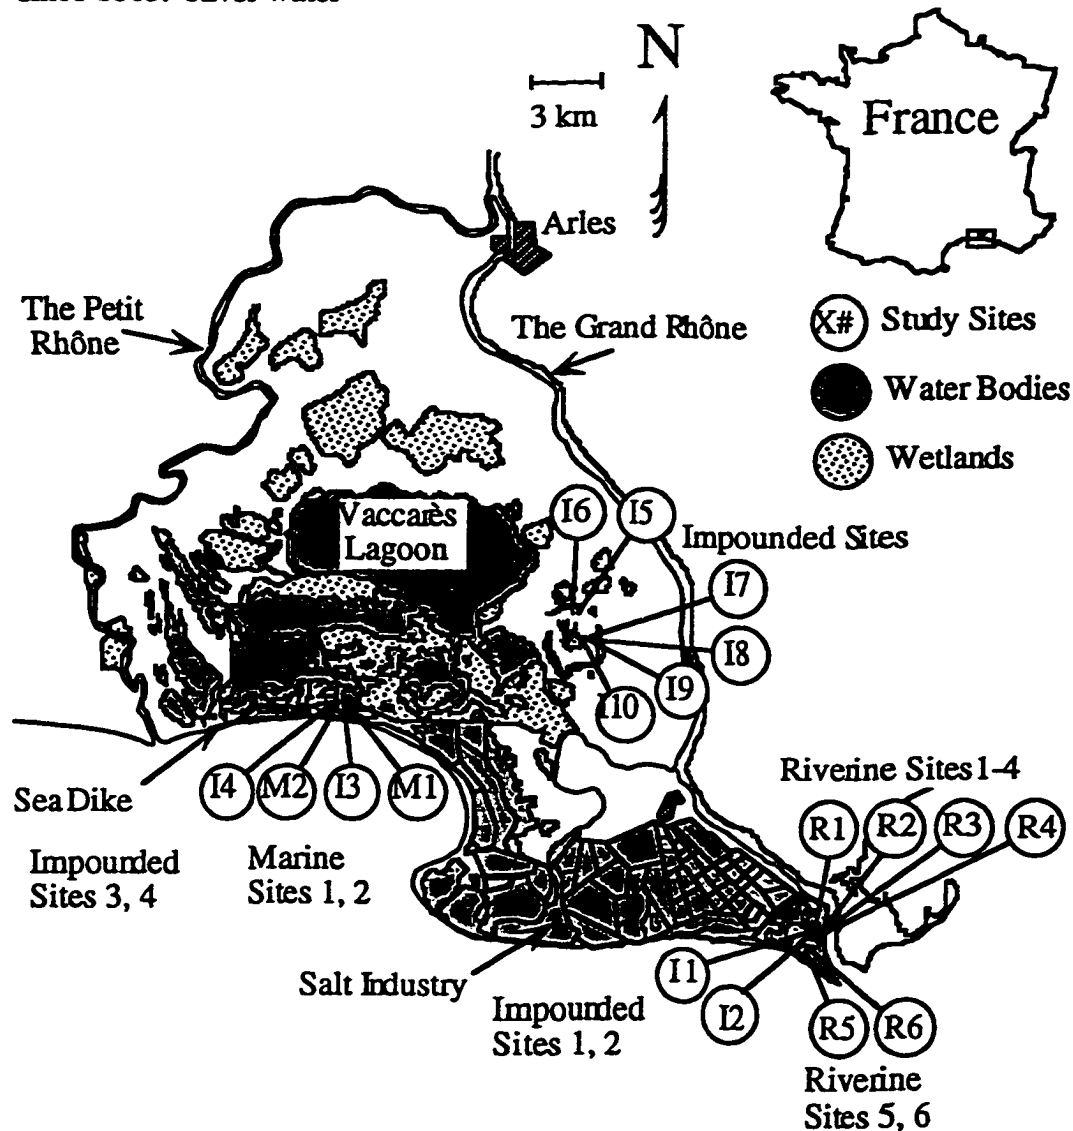 N
3 km
France
Arles
The Petit
Rhône
The Grand Rhône
X# Study Sites
Water Bodies
Wetlands
Vaccarès
Lagoon
I6
I5
Impounded Sites
I7
I8
I9
I10
Sea Dike
I4
M2
I3
M1
Impounded
Sites 3, 4
Marine
Sites 1, 2
Riverine Sites 1-4
R1
R2
R3
R4
Salt Industry
I1
I2
Impounded
Sites 1, 2
R5
R6
Riverine
Sites 5, 6